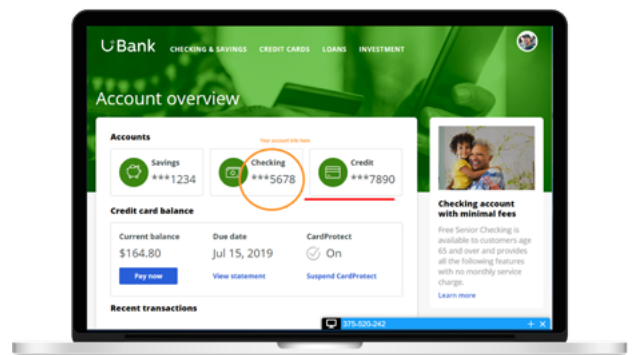 UBank
CHECKING & SAVINGS CREDIT CARDS LOANS INVESTMENT
Account overview
Accounts
Your account info here
Savings
***1234
Checking
***5678
Credit
***7890
Credit card balance
Current balance
$164.80
Pay now
Due date
Jul 15, 2019
View statement
CardProtect
On
Suspend CardProtect
Recent transactions
Checking account
with minimal fees
Free Senior Checking is
available to customers age
65 and over and provides
all the following features
with no monthly service
charge.
Learn more
375-520-242